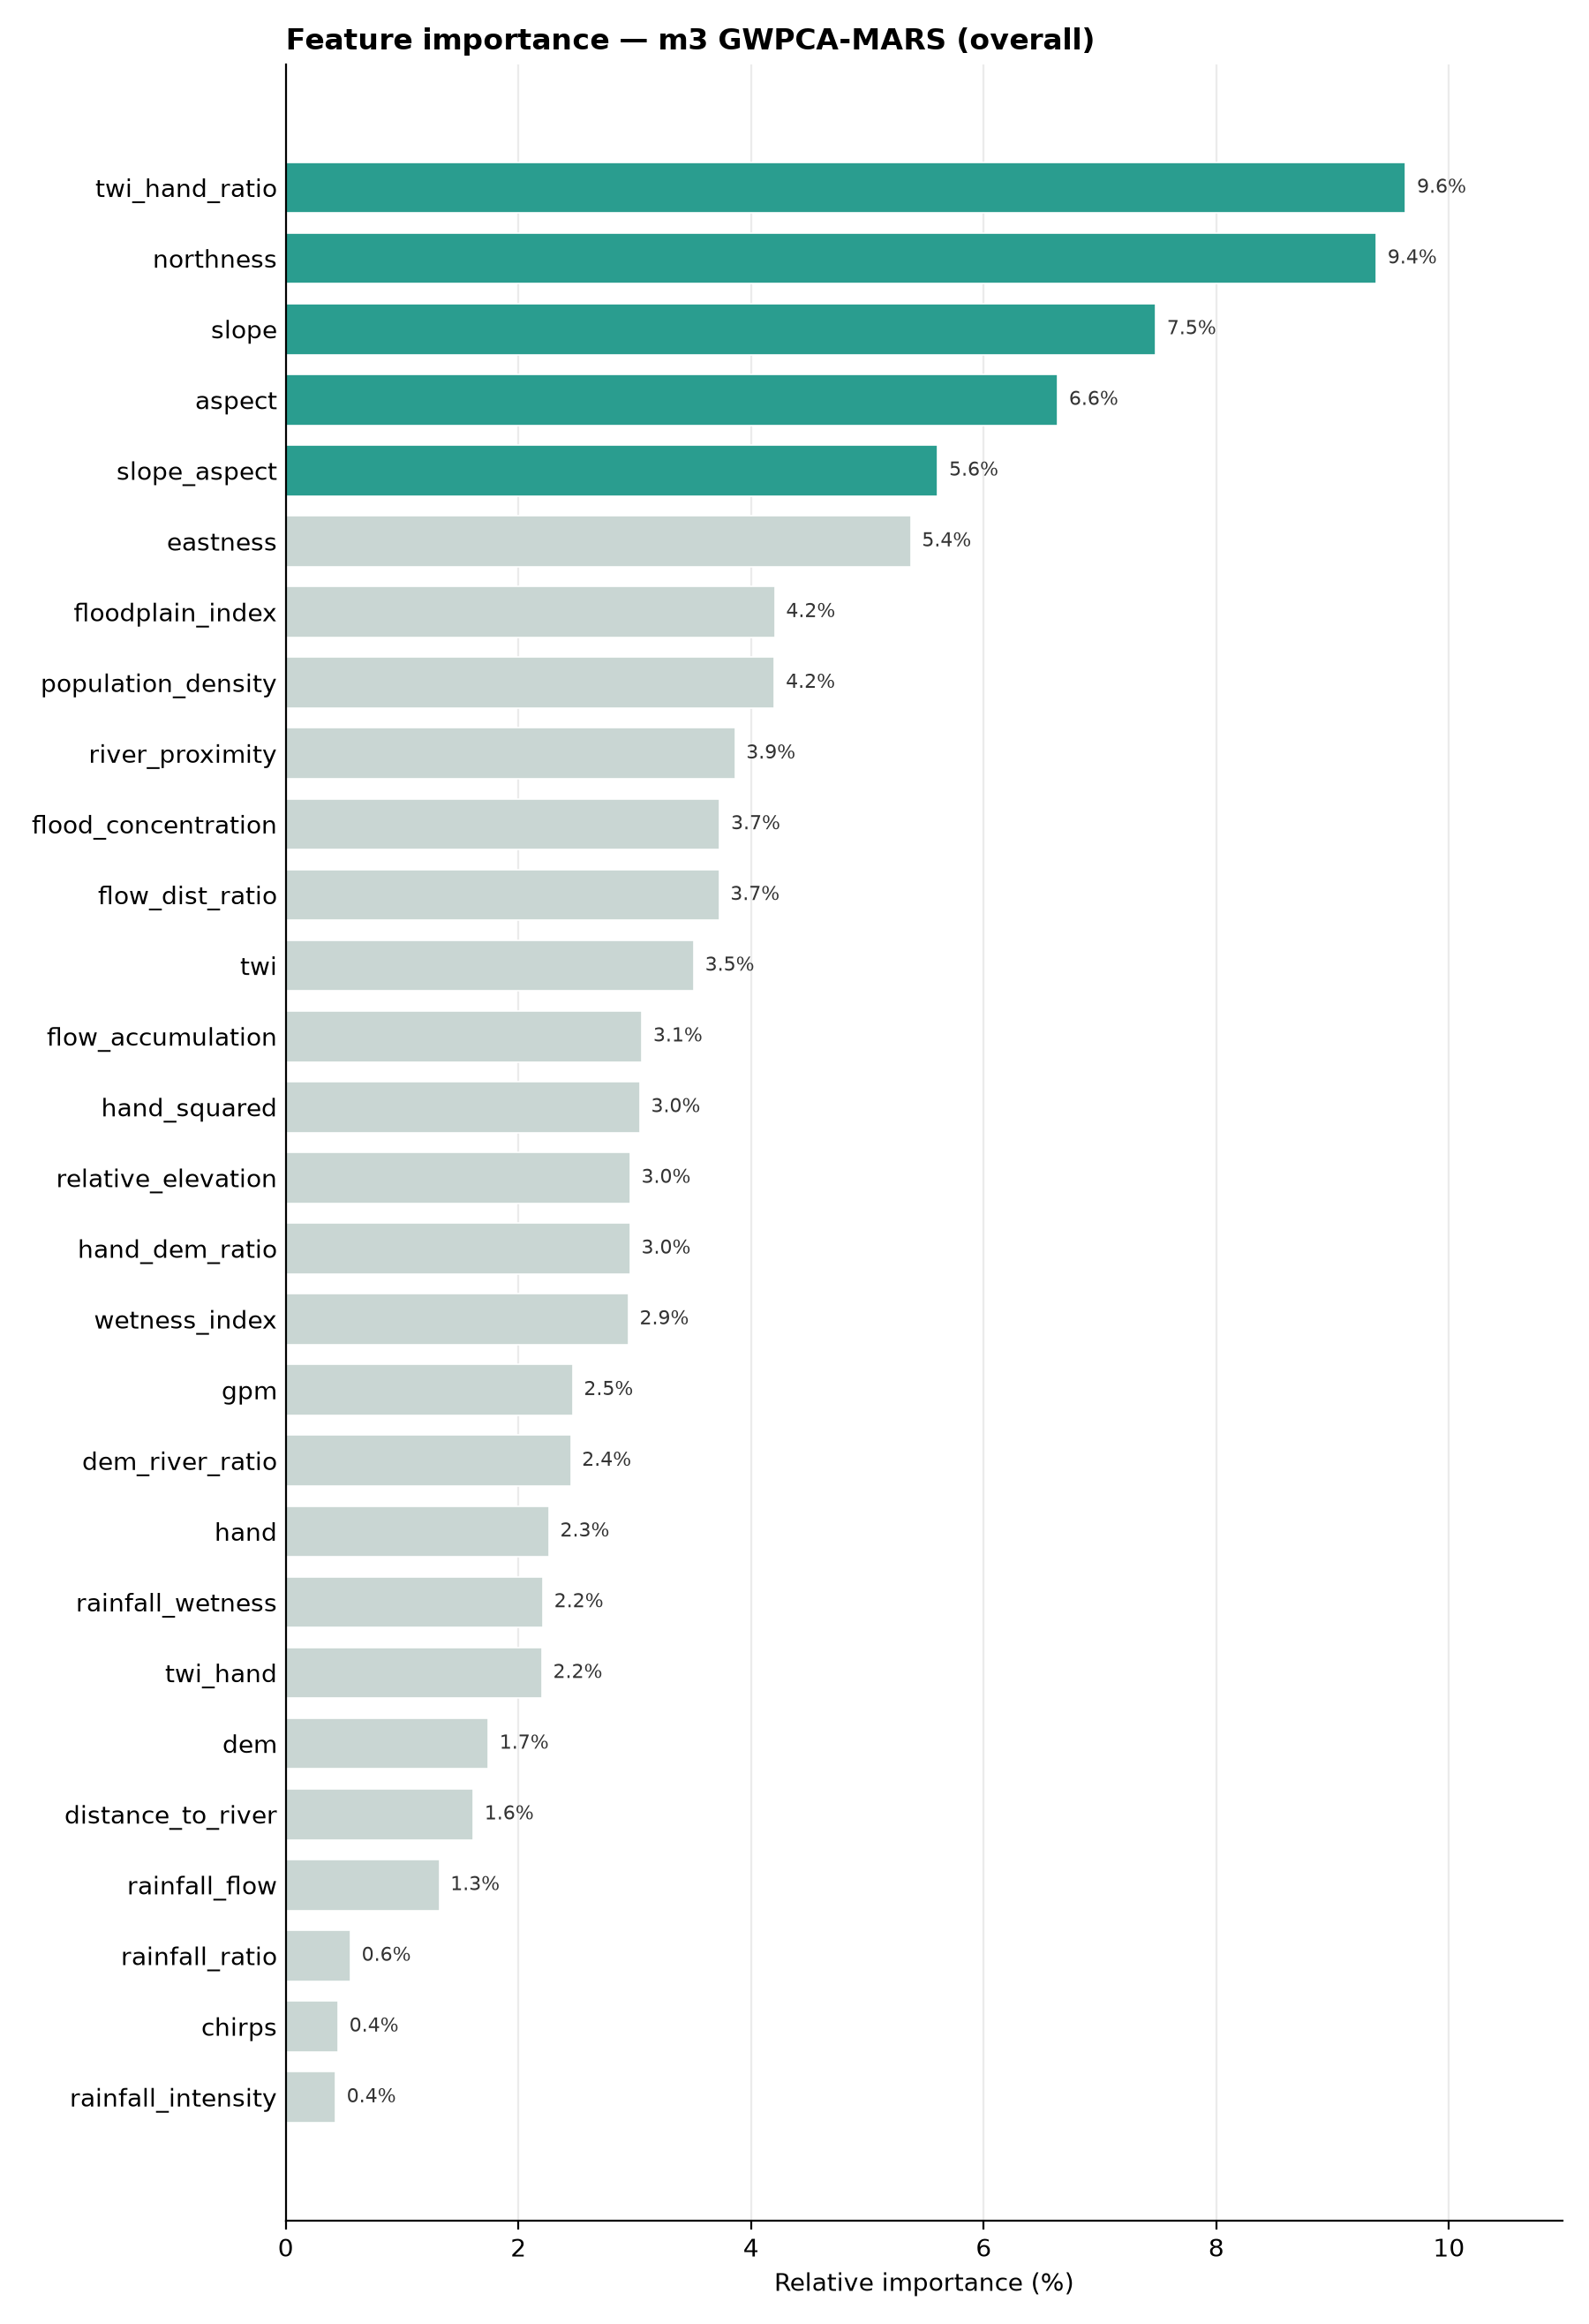 Feature importance — m3 GWPCA-MARS (overall)
twi_hand_ratio 9.6%
northness 9.4%
slope 7.5%
aspect 6.6%
slope_aspect 5.6%
eastness 5.4%
floodplain_index 4.2%
population_density 4.2%
river_proximity 3.9%
flood_concentration 3.7%
flow_dist_ratio 3.7%
twi 3.5%
flow_accumulation 3.1%
hand_squared 3.0%
relative_elevation 3.0%
hand_dem_ratio 3.0%
wetness_index 2.9%
gpm 2.5%
dem_river_ratio 2.4%
hand 2.3%
rainfall_wetness 2.2%
twi_hand 2.2%
dem 1.7%
distance_to_river 1.6%
rainfall_flow 1.3%
rainfall_ratio 0.6%
chirps 0.4%
rainfall_intensity 0.4%
0 2 4 6 8 10
Relative importance (%)